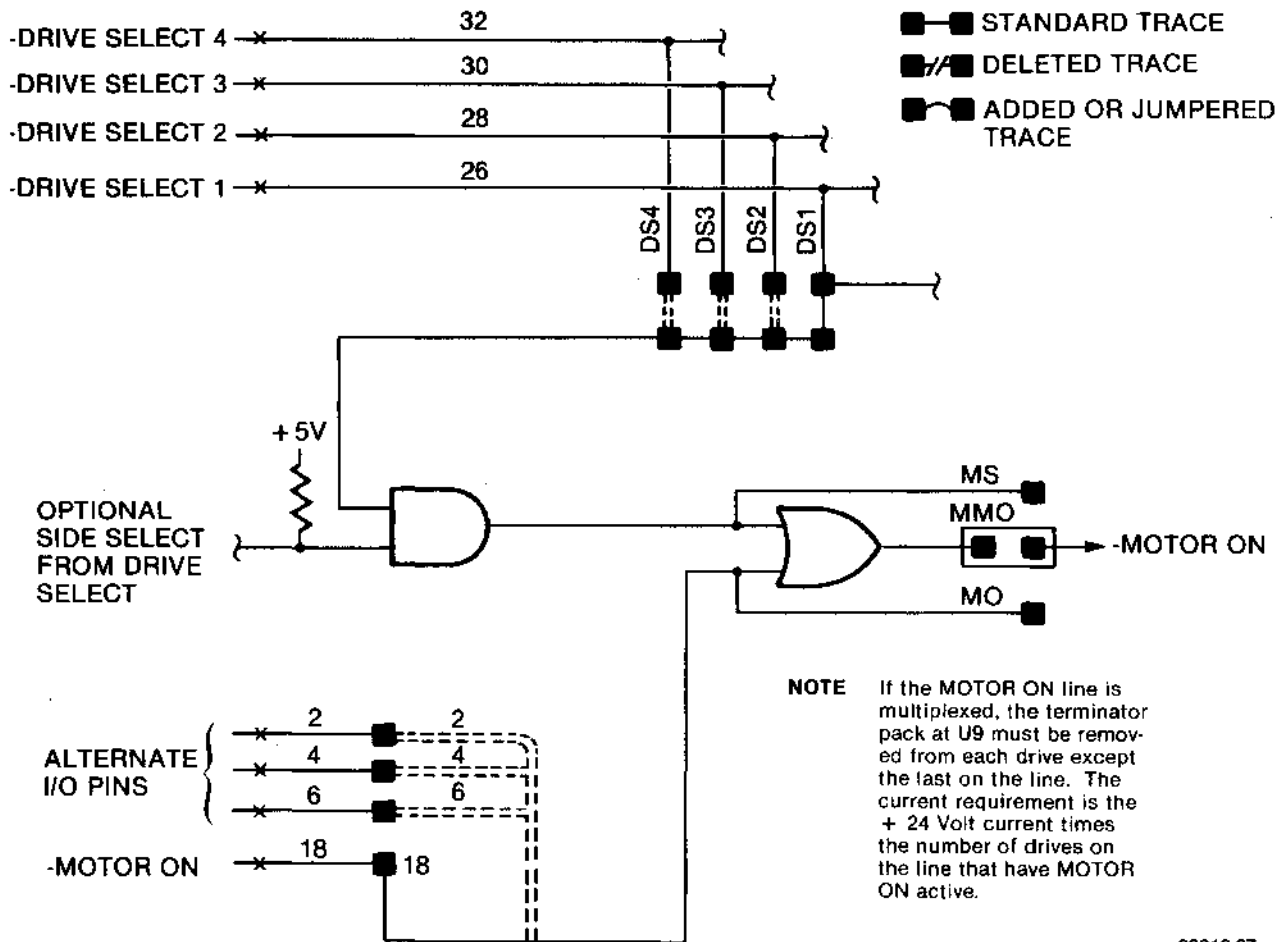 -DRIVE SELECT 4
32
-DRIVE SELECT 3
30
-DRIVE SELECT 2
28
-DRIVE SELECT 1
26
STANDARD TRACE
DELETED TRACE
ADDED OR JUMPERED
TRACE
DS4
DS3
DS2
DS1
+ 5V
OPTIONAL
SIDE SELECT
FROM DRIVE
SELECT
MS
MMO
-MOTOR ON
MO
ALTERNATE
I/O PINS
2
2
4
4
6
6
-MOTOR ON
18
18
NOTE If the MOTOR ON line is
multiplexed, the terminator
pack at U9 must be remov-
ed from each drive except
the last on the line. The
current requirement is the
+ 24 Volt current times
the number of drives on
the line that have MOTOR
ON active.